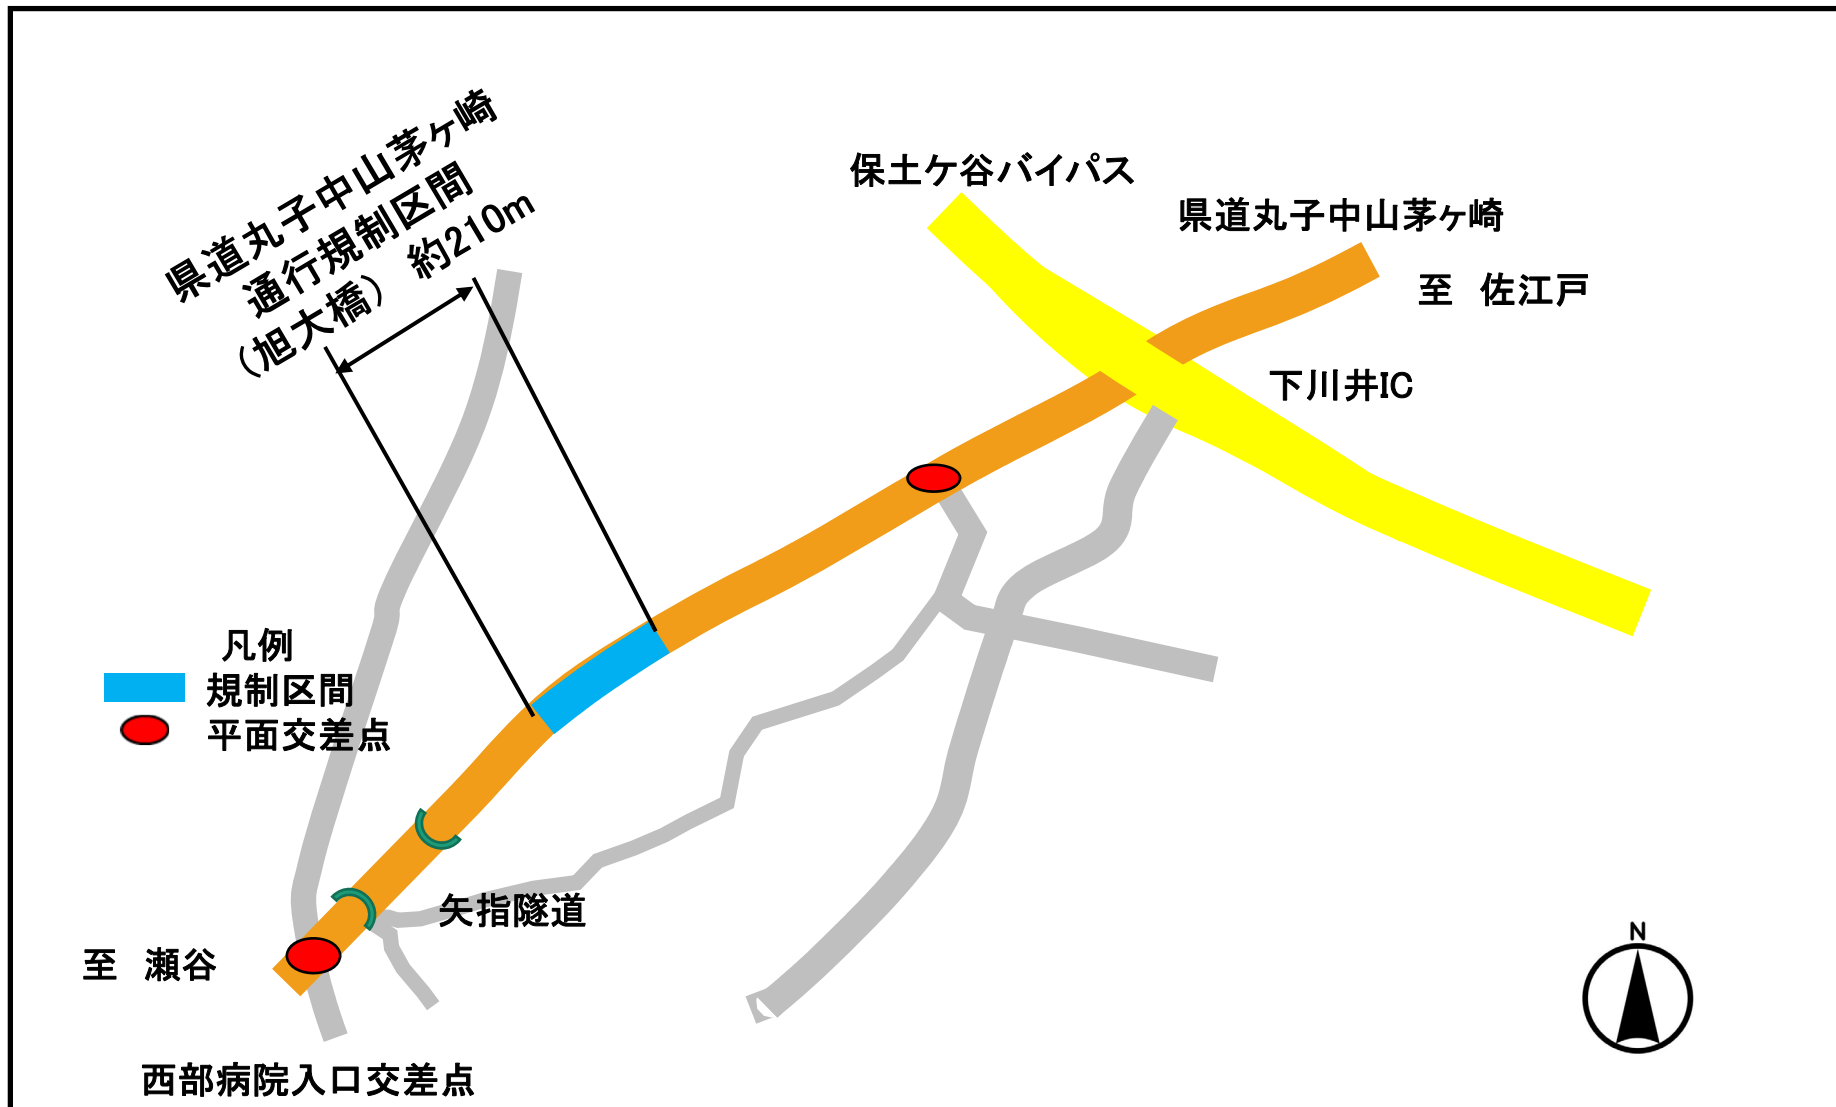 県道丸子中山茅ヶ崎
通行規制区間
（旭大橋） 約210m
保土ケ谷バイパス
県道丸子中山茅ヶ崎
至 佐江戸
下川井IC
凡例
規制区間
平面交差点
矢指隧道
至 瀬谷
西部病院入口交差点
N